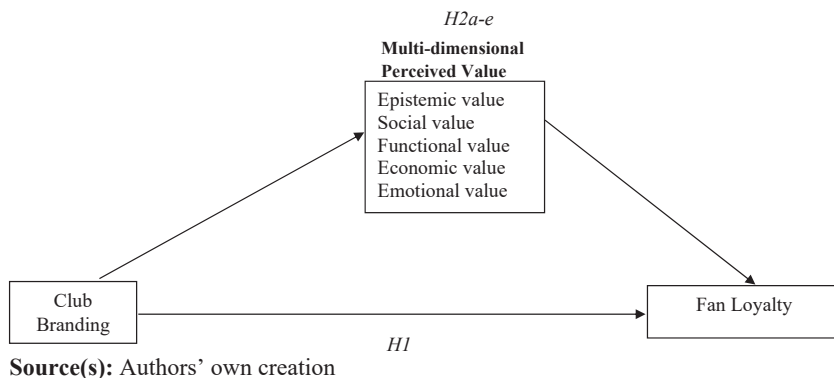 H2a-e
Multi-dimensional
Perceived Value
Epistemic value
Social value
Functional value
Economic value
Emotional value
Club
Branding
Fan Loyalty
H1
Source(s): Authors’ own creation